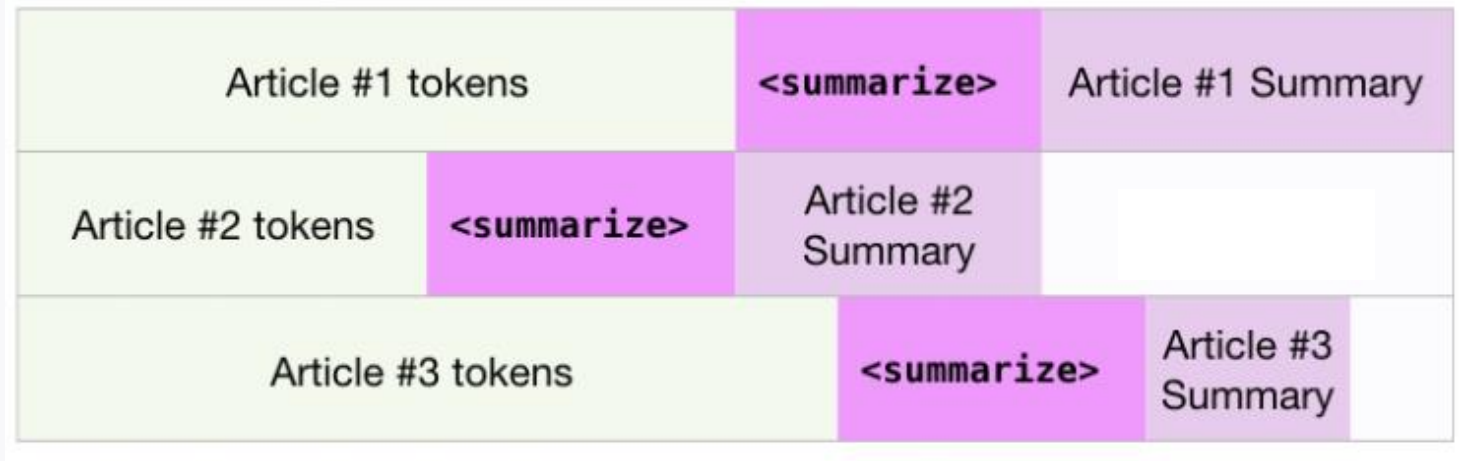 Article #1 tokens <summarize> Article #1 Summary
Article #2 tokens <summarize> Article #2
Summary
Article #3 tokens <summarize> Article #3
Summary